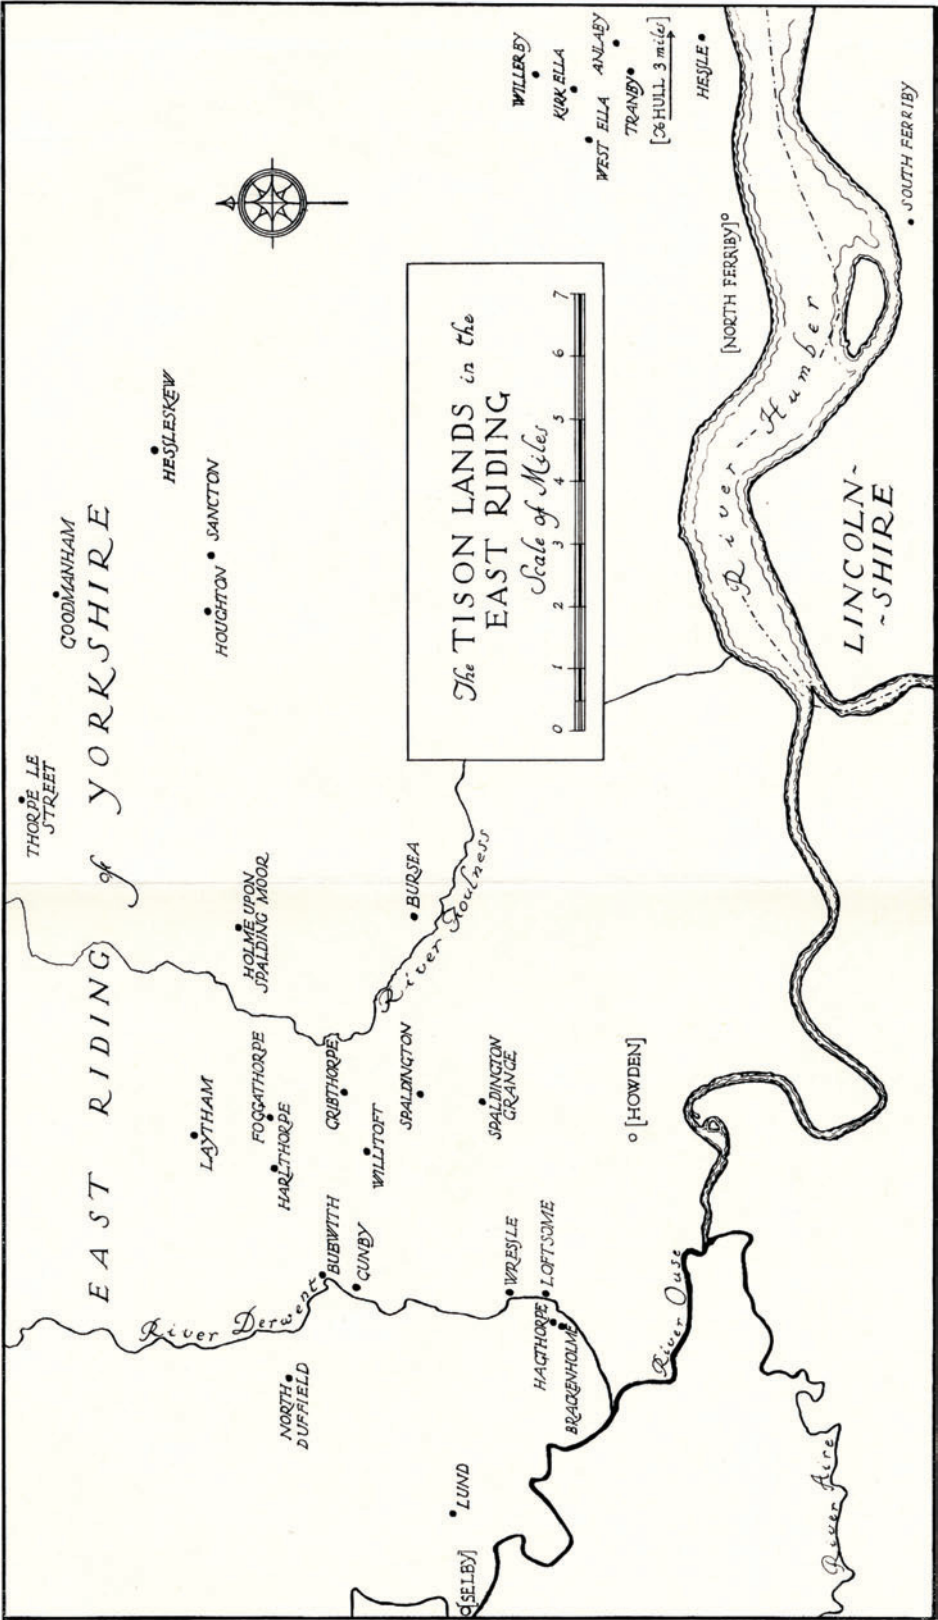 The TISON LANDS in the
EAST RIDING
Scale of Miles
0 1 2 3 4 5 6 7
EAST RIDING of YORKSHIRE
THORPE LE
STREET
GOODMANHAM
HESSLESKEW
HOUGHTON
SANCTON
HOLME UPON
SPALDING MOOR
LAYTHAM
FOGGATHORPE
HARLTHORPE
GRIBTHORPE
WILLITOFT
SPALDINGTON
SPALDINGTON
GRANGE
BURSEA
River Foulness
River Derwent
BUBWITH
GUNBY
NORTH
DUFFIELD
LUND
[SELBY]
WRESSLE
LOFTSOME
HAGTHORPE
BRACKENHOLME
[HOWDEN]
River Ouse
River Aire
WILLERBY
KIRK ELLA
WEST ELLA
ANLABY
TRANBY
[To HULL 3 miles]
HESSLE
[NORTH FERRIBY]
River Humber
SOUTH FERRIBY
LINCOLN~
~SHIRE